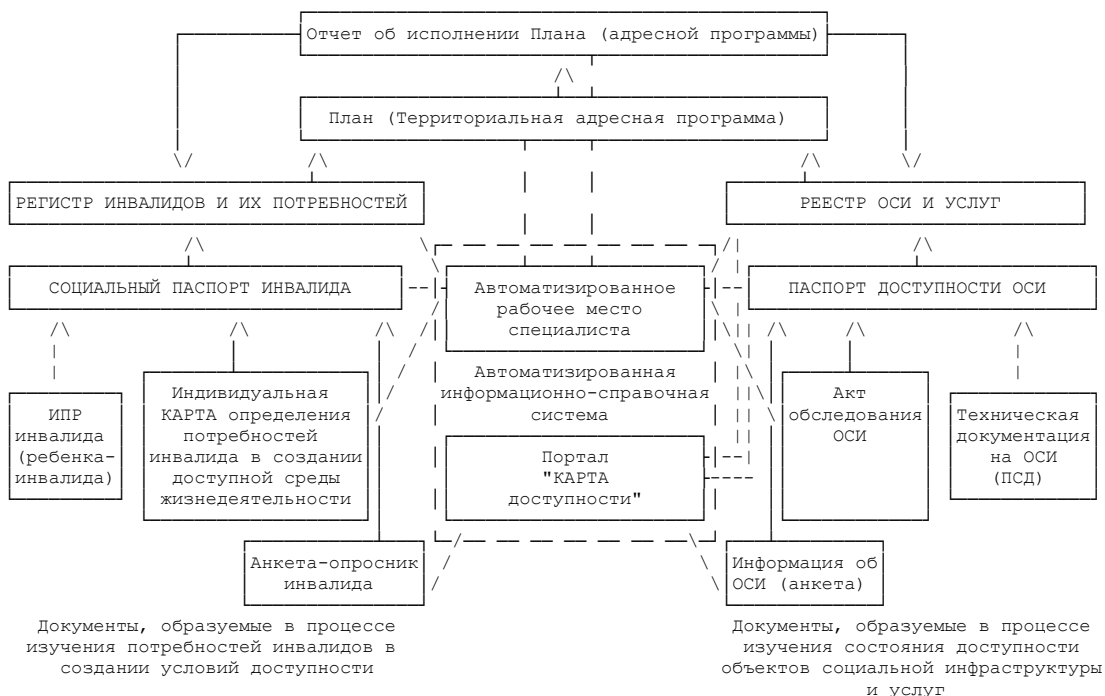 Отчет об исполнении Плана (адресной программы)
План (Территориальная адресная программа)
РЕГИСТР ИНВАЛИДОВ И ИХ ПОТРЕБНОСТЕЙ
РЕЕСТР ОСИ И УСЛУГ
СОЦИАЛЬНЫЙ ПАСПОРТ ИНВАЛИДА
Автоматизированное
рабочее место
специалиста
ПАСПОРТ ДОСТУПНОСТИ ОСИ
Автоматизированная
информационно-справочная
система
ИПР
инвалида
(ребенка-
инвалида)
Индивидуальная
КАРТА определения
потребностей
инвалида в создании
доступной среды
жизнедеятельности
Портал
"КАРТА
доступности"
Акт
обследования
ОСИ
Техническая
документация
на ОСИ
(ПСД)
Анкета-опросник
инвалида
Информация об
ОСИ (анкета)
Документы, образуемые в процессе
изучения потребностей инвалидов в
создании условий доступности
Документы, образуемые в процессе
изучения состояния доступности
объектов социальной инфраструктуры
и услуг